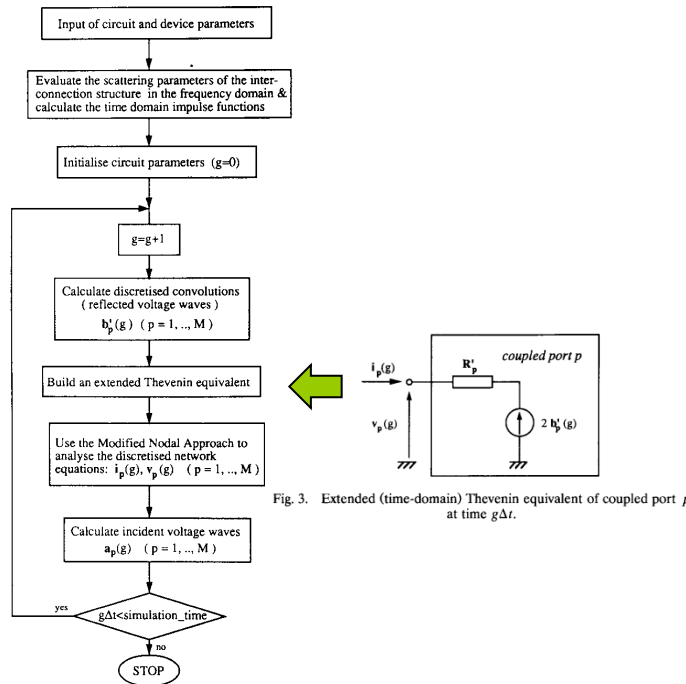 Input of circuit and device parameters
Evaluate the scattering parameters of the inter-
connection structure in the frequency domain &
calculate the time domain impulse functions
Initialise circuit parameters (g=0)
g=g+1
Calculate discretised convolutions
( reflected voltage waves )
b'p(g) ( p = 1, .., M )
Build an extended Thevenin equivalent
Use the Modified Nodal Approach to
analyse the discretised network
equations: ip(g), vp(g) ( p = 1, .., M )
Calculate incident voltage waves
ap(g) ( p = 1, .., M )
yes
gΔt<simulation_time
no
STOP
coupled port p
ip(g)
R'p
vp(g)
2 b'p(g)
Fig. 3. Extended (time-domain) Thevenin equivalent of coupled port p
at time gΔt.